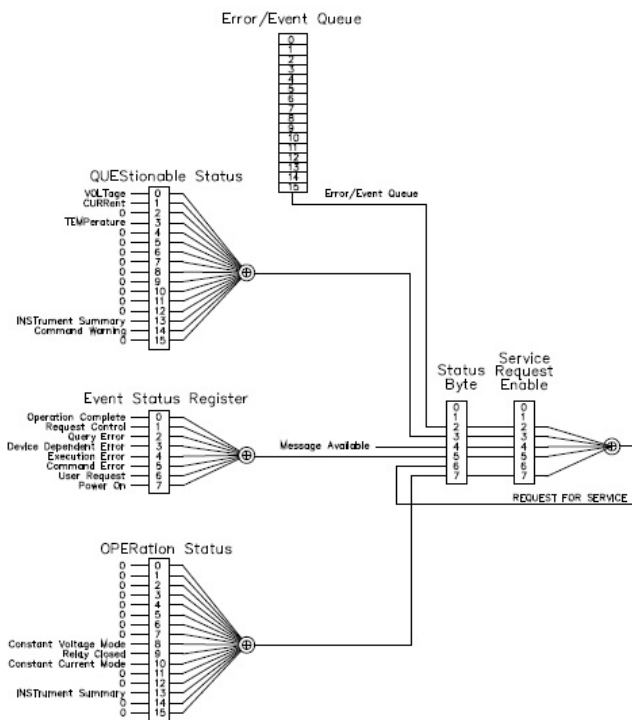 Error/Event Queue
0
1
2
3
4
5
6
7
8
9
10
11
12
13
14
15
Error/Event Queue
QUEStionable Status
VOLTage 0
CURRent 1
0 2
TEMPerature 3
0 4
0 5
0 6
0 7
0 8
0 9
0 10
0 11
0 12
INSTrument Summary 13
Command Warning 14
0 15
Event Status Register
Operation Complete 0
Request Control 1
Query Error 2
Device Dependent Error 3
Execution Error 4
Command Error 5
User Request 6
Power On 7
Message Available
Status
Byte
0
1
2
3
4
5
6
7
Service
Request
Enable
0
1
2
3
4
5
6
7
REQUEST FOR SERVICE
OPERation Status
0 0
0 1
0 2
0 3
0 4
0 5
0 6
0 7
Constant Voltage Mode 8
Relay Closed 9
Constant Current Mode 10
0 11
0 12
INSTrument Summary 13
0 14
0 15